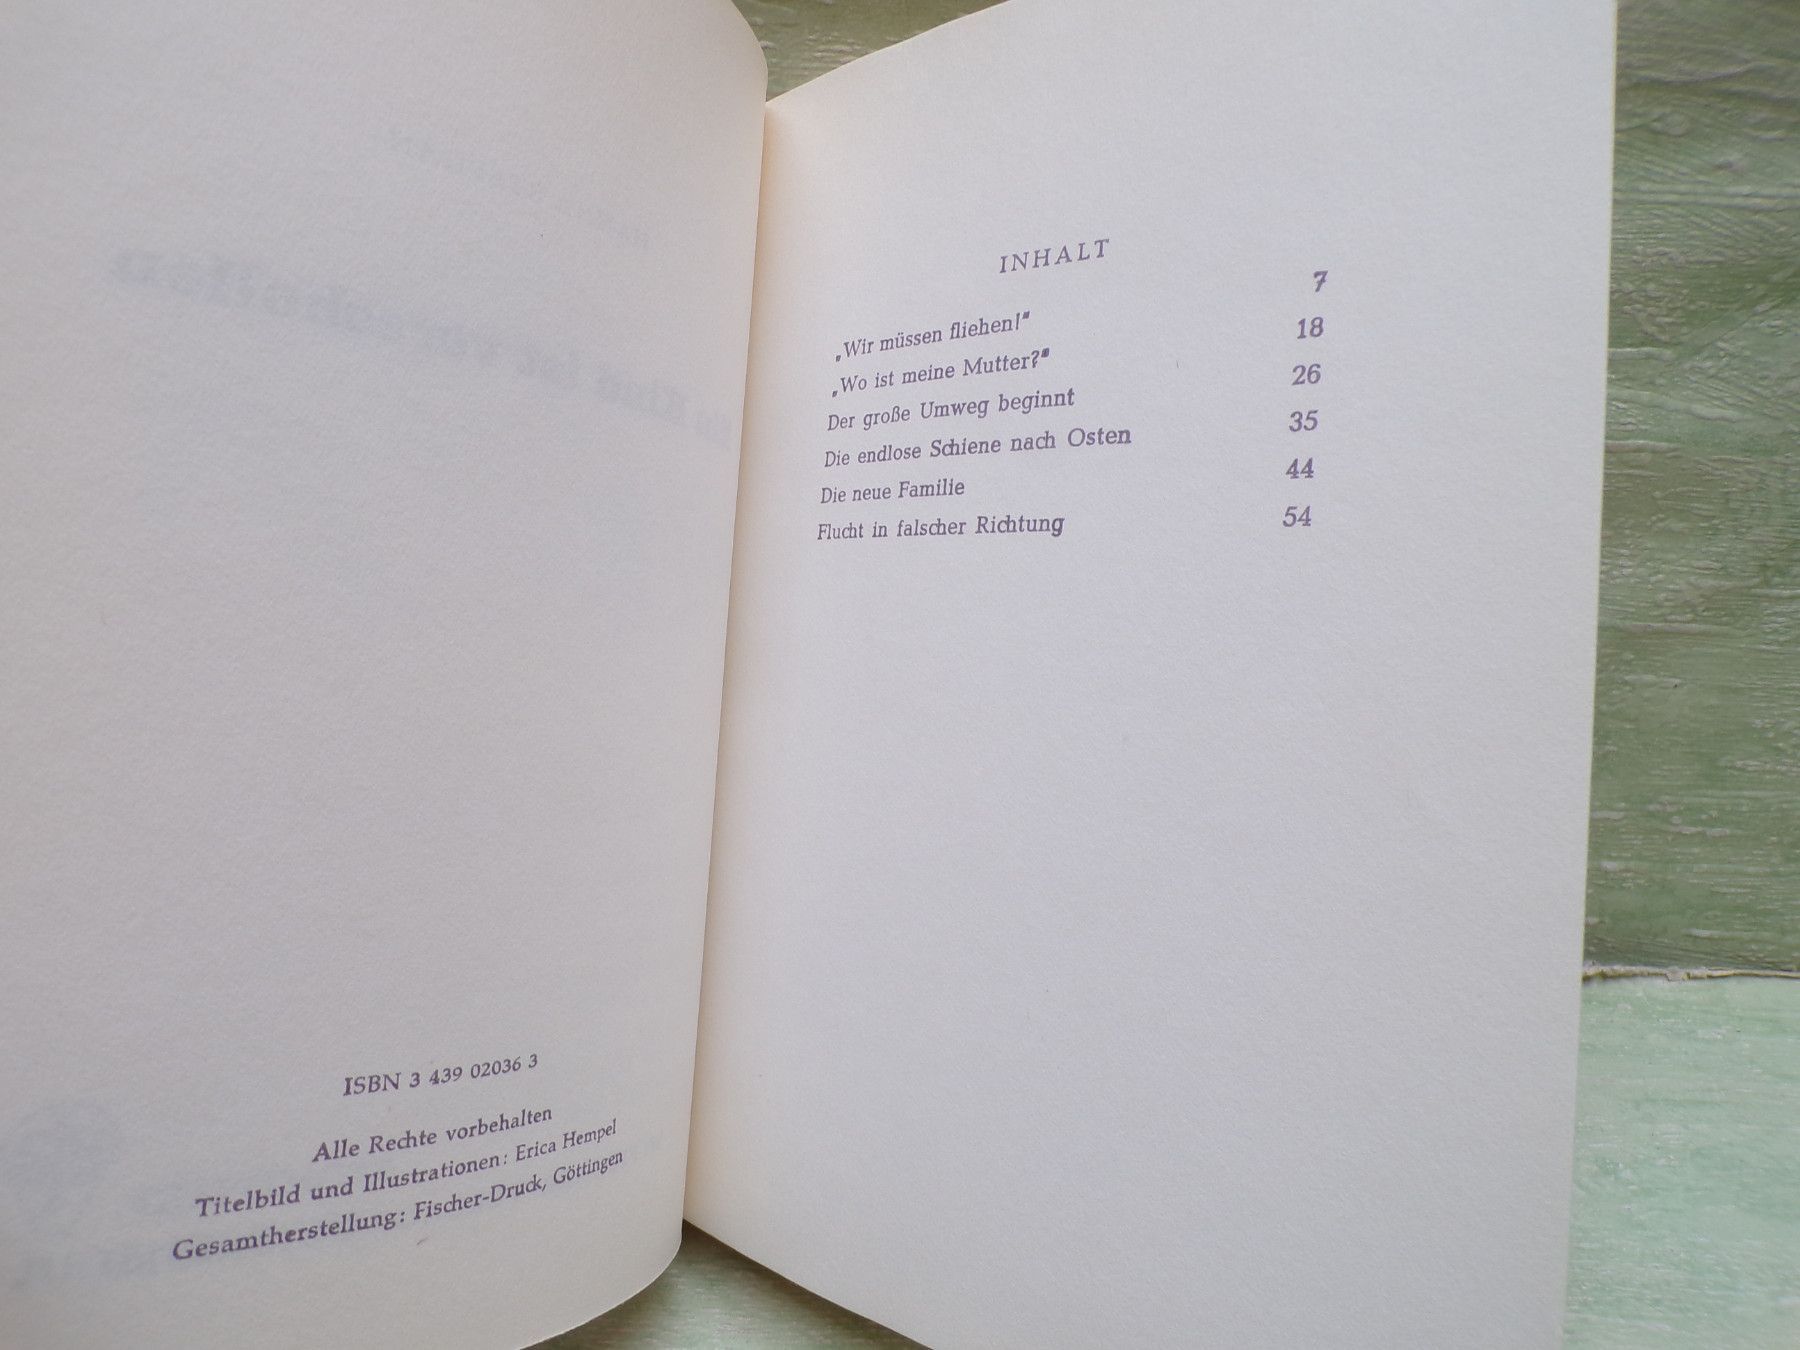 ISBN 3 439 02036 3
Alle Rechte vorbehalten
Titelbild und Illustrationen: Erica Hempel
Gesamtherstellung: Fischer-Druck, Göttingen
INHALT
„Wir müssen fliehen!" 7
„Wo ist meine Mutter?" 18
Der große Umweg beginnt 26
Die endlose Schiene nach Osten 35
Die neue Familie 44
Flucht in falscher Richtung 54